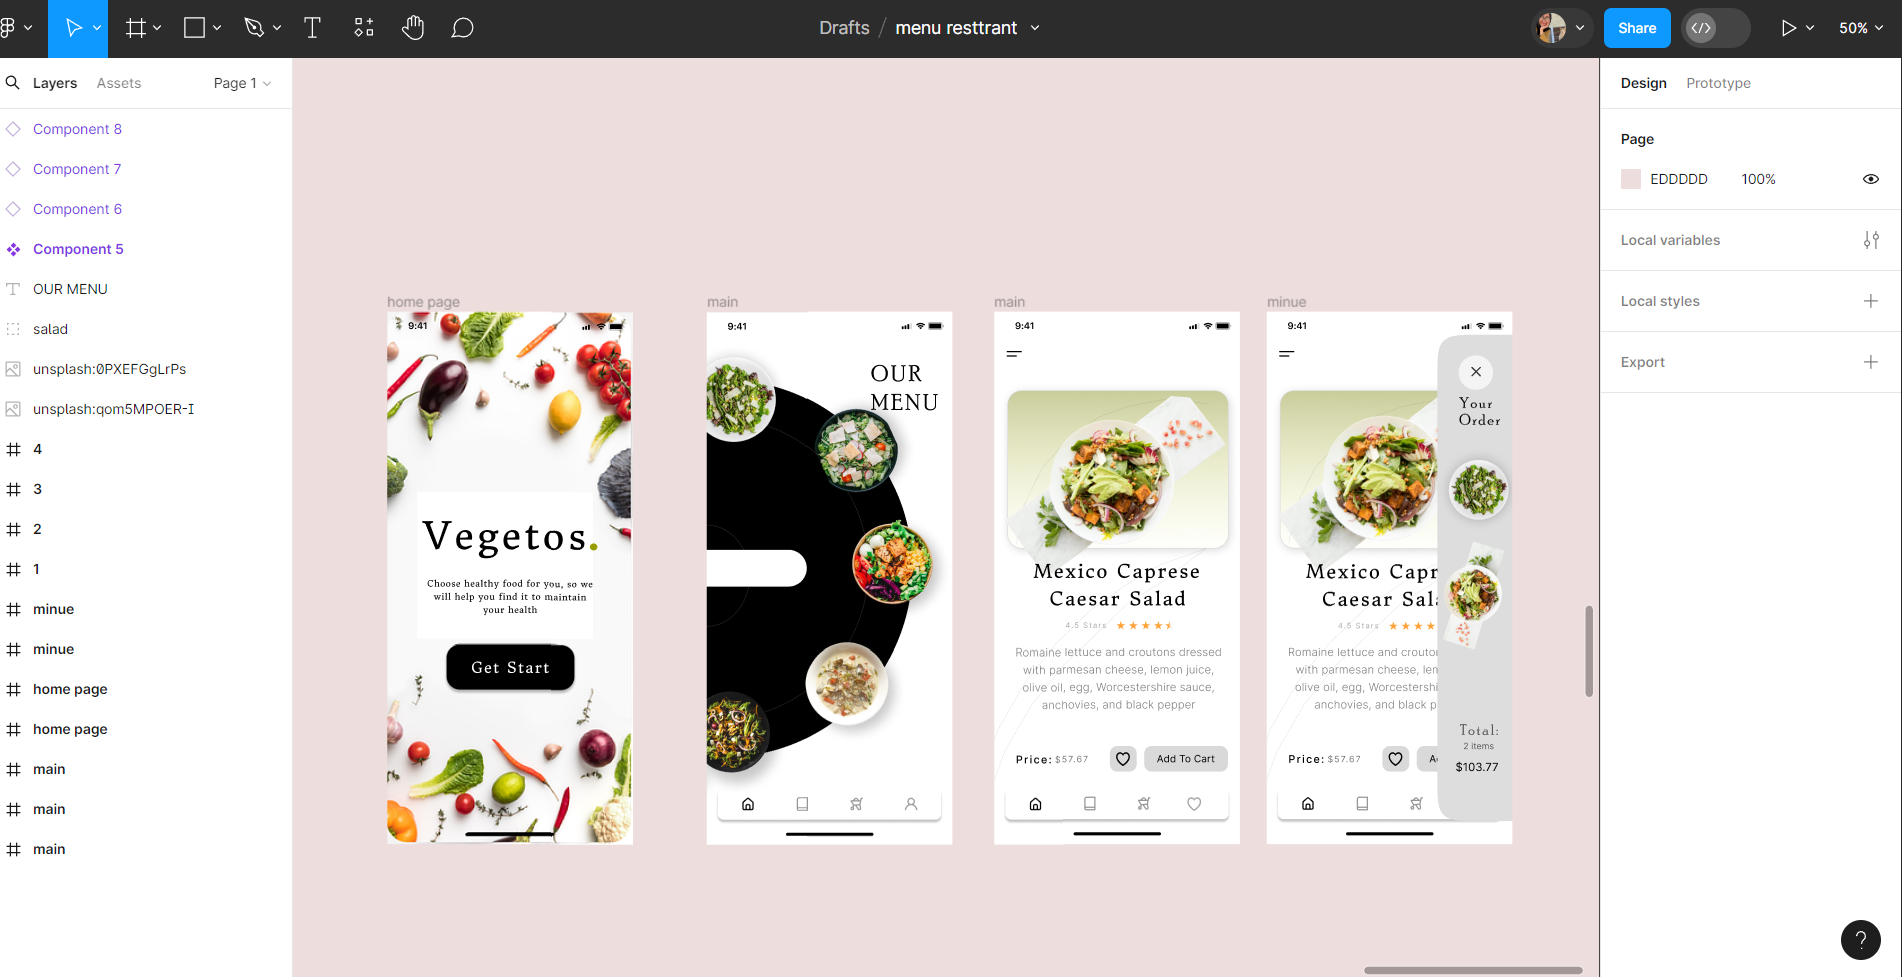 Drafts / menu resttrant
Share
50%
Layers
Assets
Page 1
Component 8
Component 7
Component 6
Component 5
OUR MENU
salad
unsplash:0PXEFGgLrPs
unsplash:qom5MPOER-I
4
3
2
1
minue
minue
home page
home page
main
main
main
home page
9:41
Vegetos.
Choose healthy food for you, so we
will help you find it to maintain
your health
Get Start
main
9:41
OUR
MENU
main
9:41
Mexico Caprese
Caesar Salad
4.5 Stars
Romaine lettuce and croutons dressed
with parmesan cheese, lemon juice,
olive oil, egg, Worcestershire sauce,
anchovies, and black pepper
Price: $57.67
Add To Cart
minue
9:41
Mexico Capr
Caesar Sala
4.5 Stars
Romaine lettuce and crouton
with parmesan cheese, len
olive oil, egg, Worcestershi
anchovies, and black p
Price: $57.67
A
Your
Order
Total:
2 items
$103.77
Design
Prototype
Page
EDDDDD
100%
Local variables
Local styles
Export
?